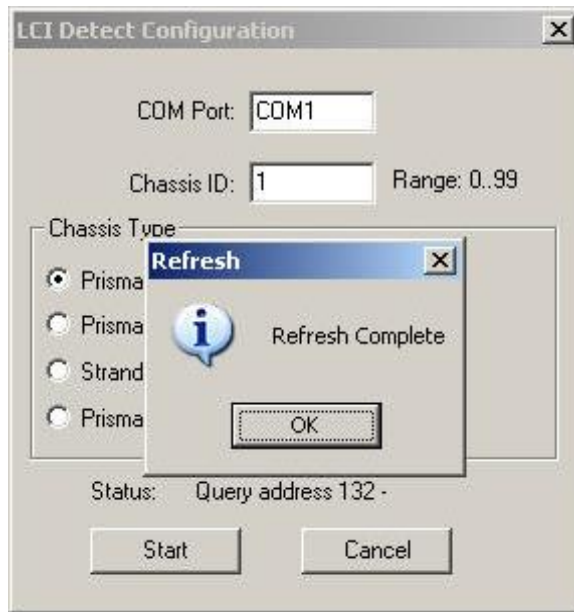 LCI Detect Configuration
COM Port: COM1
Chassis ID: 1 Range: 0..99
Chassis Type
Prisma
Prisma
Strand
Prisma
Refresh
Refresh Complete
OK
Status: Query address 132 -
Start Cancel